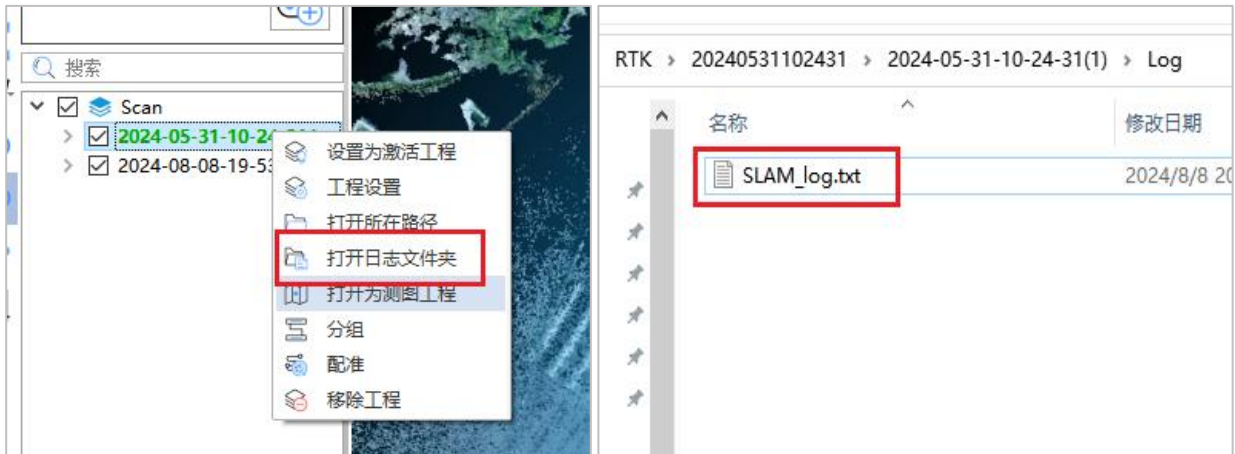 搜索
Scan
2024-05-31-10-24
2024-08-08-19-53
设置为激活工程
工程设置
打开所在路径
打开日志文件夹
打开为测图工程
分组
配准
移除工程
RTK > 20240531102431 > 2024-05-31-10-24-31(1) > Log
名称
修改日期
SLAM_log.txt
2024/8/8 20